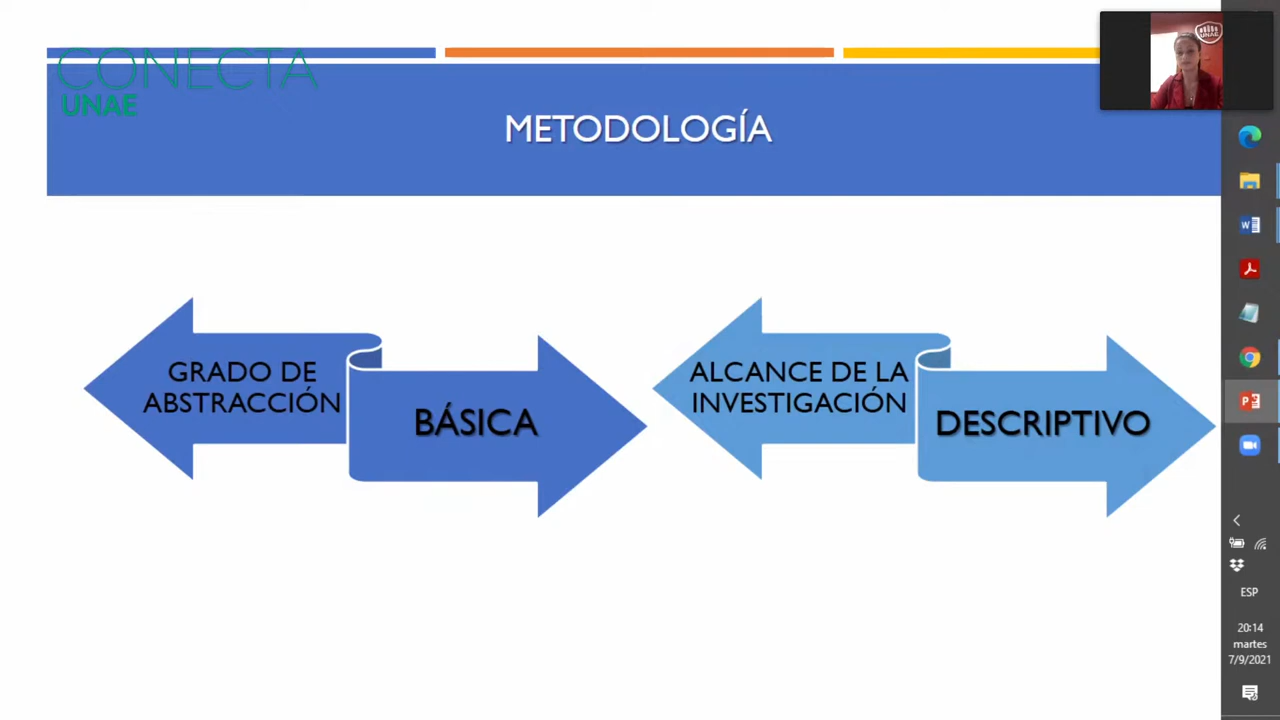 CONECTA
UNAE
METODOLOGÍA
UNAE
GRADO DE
ABSTRACCIÓN
BÁSICA
ALCANCE DE LA
INVESTIGACIÓN
DESCRIPTIVO
ESP
20:14
martes
7/9/2021